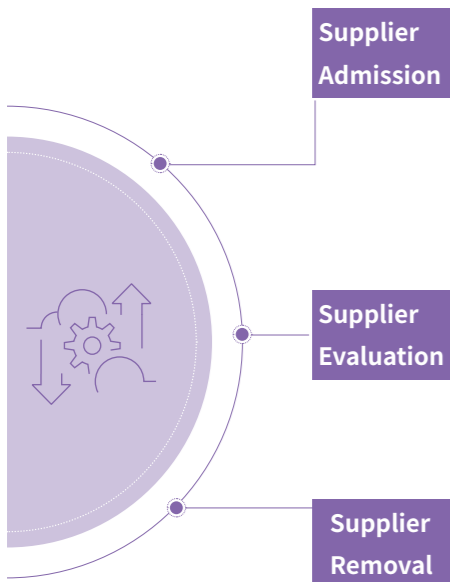 Supplier
Admission
Supplier
Evaluation
Supplier
Removal